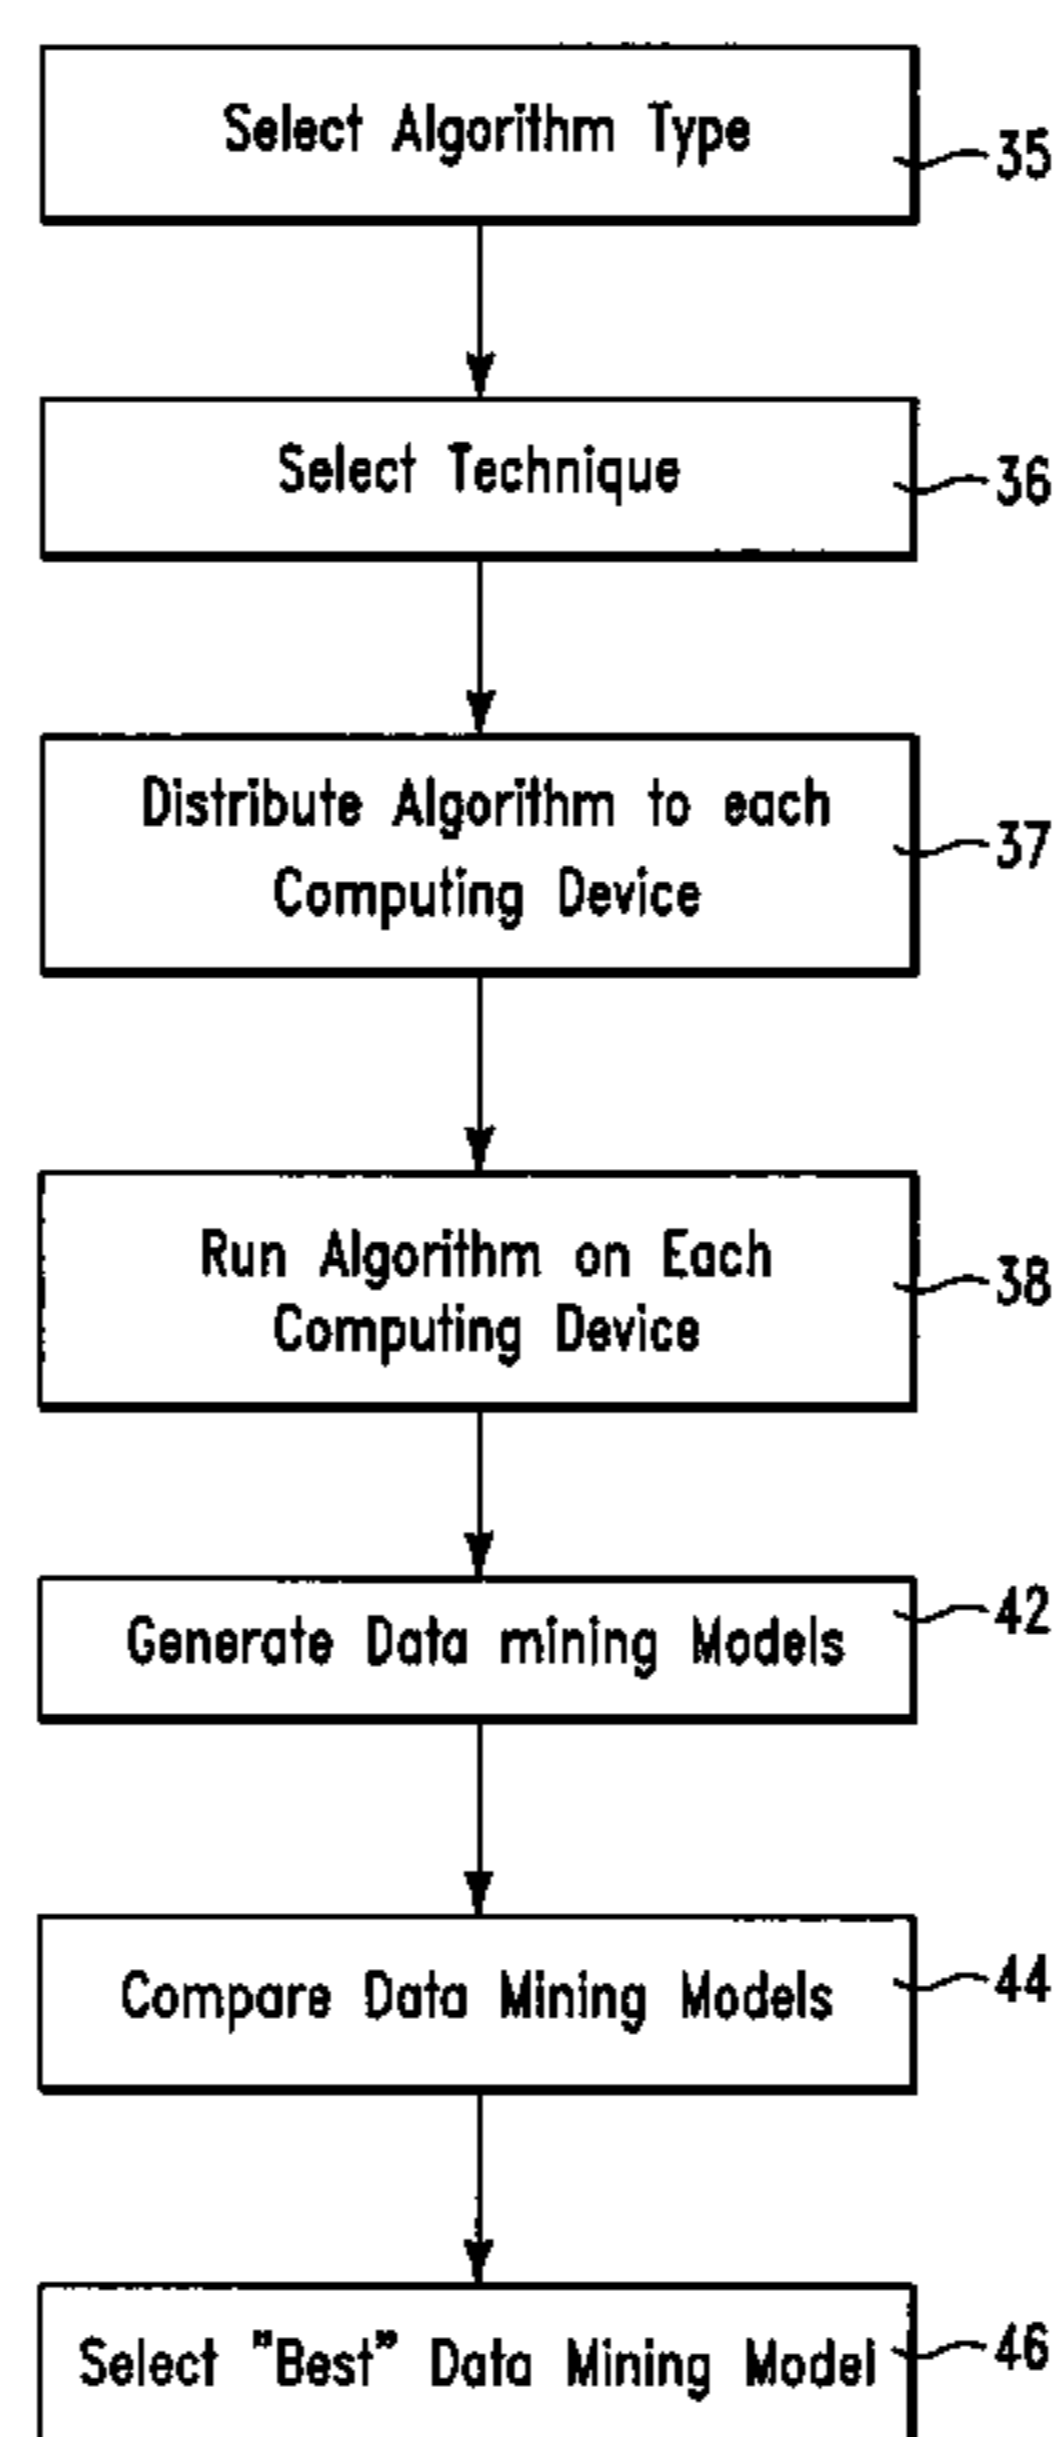 Select Algorithm Type
35
Select Technique
36
Distribute Algorithm to each
Computing Device
37
Run Algorithm on Each
Computing Device
38
Generate Data mining Models
42
Compare Data Mining Models
44
Select "Best" Data Mining Model
46